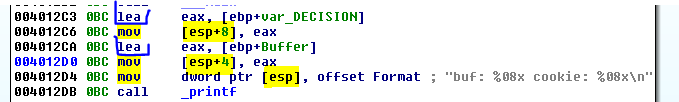 004012C3 0BC lea eax, [ebp+var_DECISION]
004012C6 0BC mov [esp+8], eax
004012CA 0BC lea eax, [ebp+Buffer]
004012D0 0BC mov [esp+4], eax
004012D4 0BC mov dword ptr [esp], offset Format ; "buf: %08x cookie: %08x\n"
004012DB 0BC call _printf